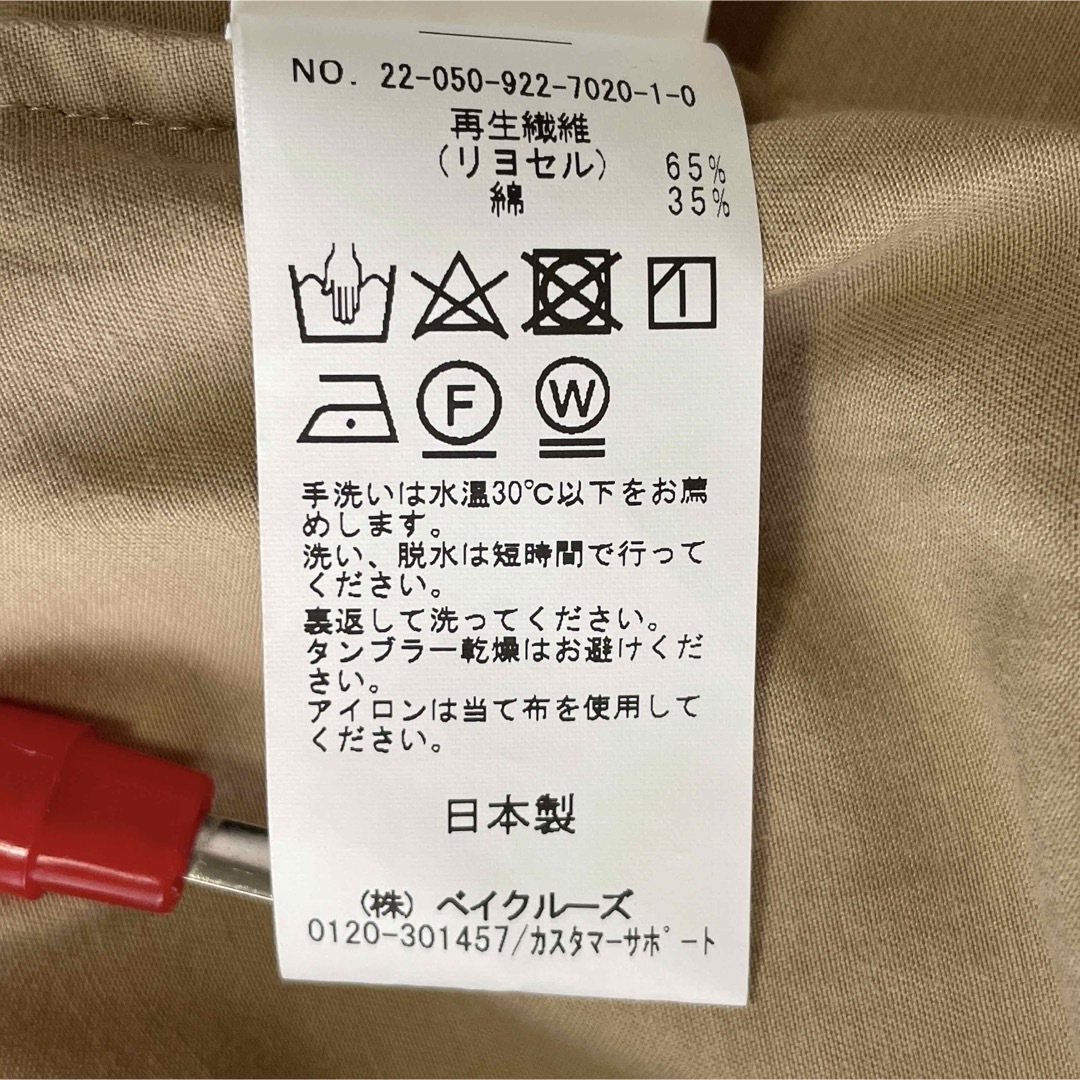 NO. 22-050-922-7020-1-0
再生繊維
(リヨセル) 65%
綿 35%
F W
手洗いは水温30℃以下をお薦
めします。
洗い、脱水は短時間で行って
ください。
裏返して洗ってください。
タンブラー乾燥はお避けくだ
さい。
アイロンは当て布を使用して
ください。
日本製
(株) ベイクルーズ
0120-301457/カスタマーサポート